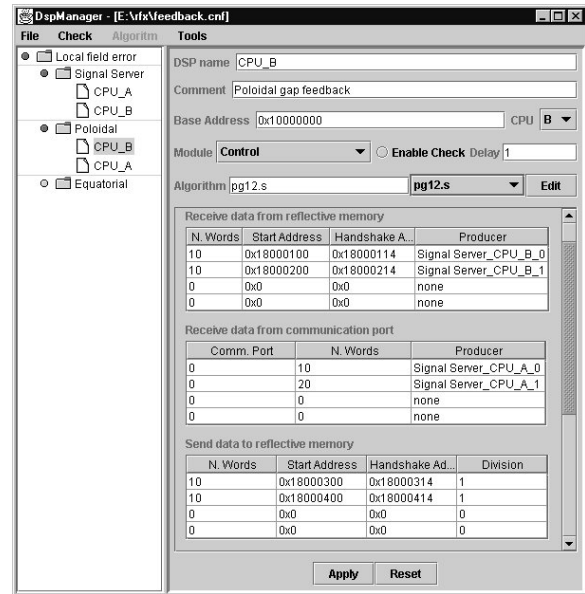 DspManager - [E:\rfx\feedback.cnf]
File Check Algoritm Tools
Local field error
Signal Server
CPU_A
CPU_B
Poloidal
CPU_B
CPU_A
Equatorial
DSP name CPU_B
Comment Poloidal gap feedback
Base Address 0x10000000 CPU B
Module Control Enable Check Delay 1
Algorithm pg12.s pg12.s Edit
Receive data from reflective memory
N. Words Start Address Handshake A... Producer
10 0x18000100 0x18000114 Signal Server_CPU_B_0
10 0x18000200 0x18000214 Signal Server_CPU_B_1
0 0x0 0x0 none
0 0x0 0x0 none
Receive data from communication port
Comm. Port N. Words Producer
0 10 Signal Server_CPU_A_0
0 20 Signal Server_CPU_A_1
0 0 none
0 0 none
Send data to reflective memory
N. Words Start Address Handshake Ad... Division
10 0x18000300 0x18000314 1
10 0x18000400 0x18000414 1
0 0x0 0x0 0
0 0x0 0x0 0
Apply Reset